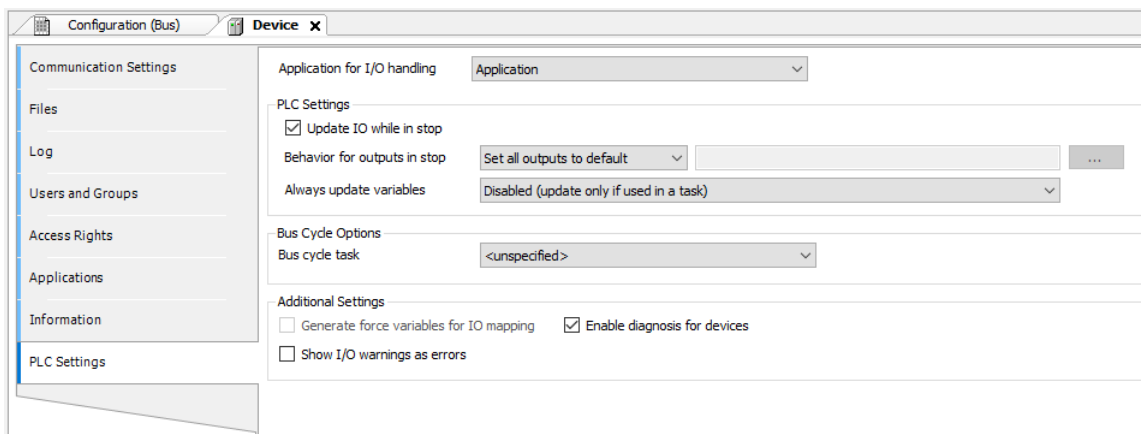 Configuration (Bus) Device
Communication Settings
Files
Log
Users and Groups
Access Rights
Applications
Information
PLC Settings
Application for I/O handling Application
PLC Settings
Update IO while in stop
Behavior for outputs in stop Set all outputs to default ...
Always update variables Disabled (update only if used in a task)
Bus Cycle Options
Bus cycle task <unspecified>
Additional Settings
Generate force variables for IO mapping Enable diagnosis for devices
Show I/O warnings as errors